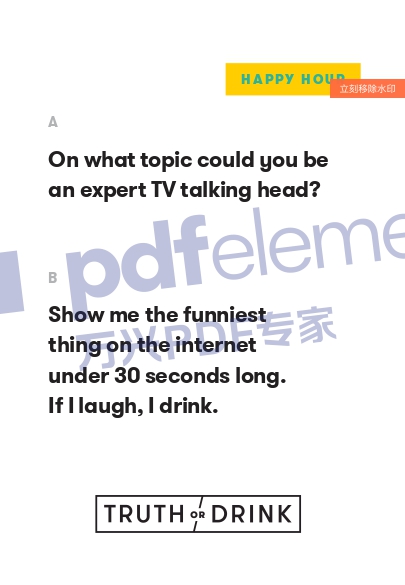 HAPPY HOUR
立刻移除水印
A
On what topic could you be
an expert TV talking head?
pdfeleme
B
Show me the funniest
thing on the internet
under 30 seconds long.
If I laugh, I drink.
万兴PDF专家
TRUTH OR DRINK